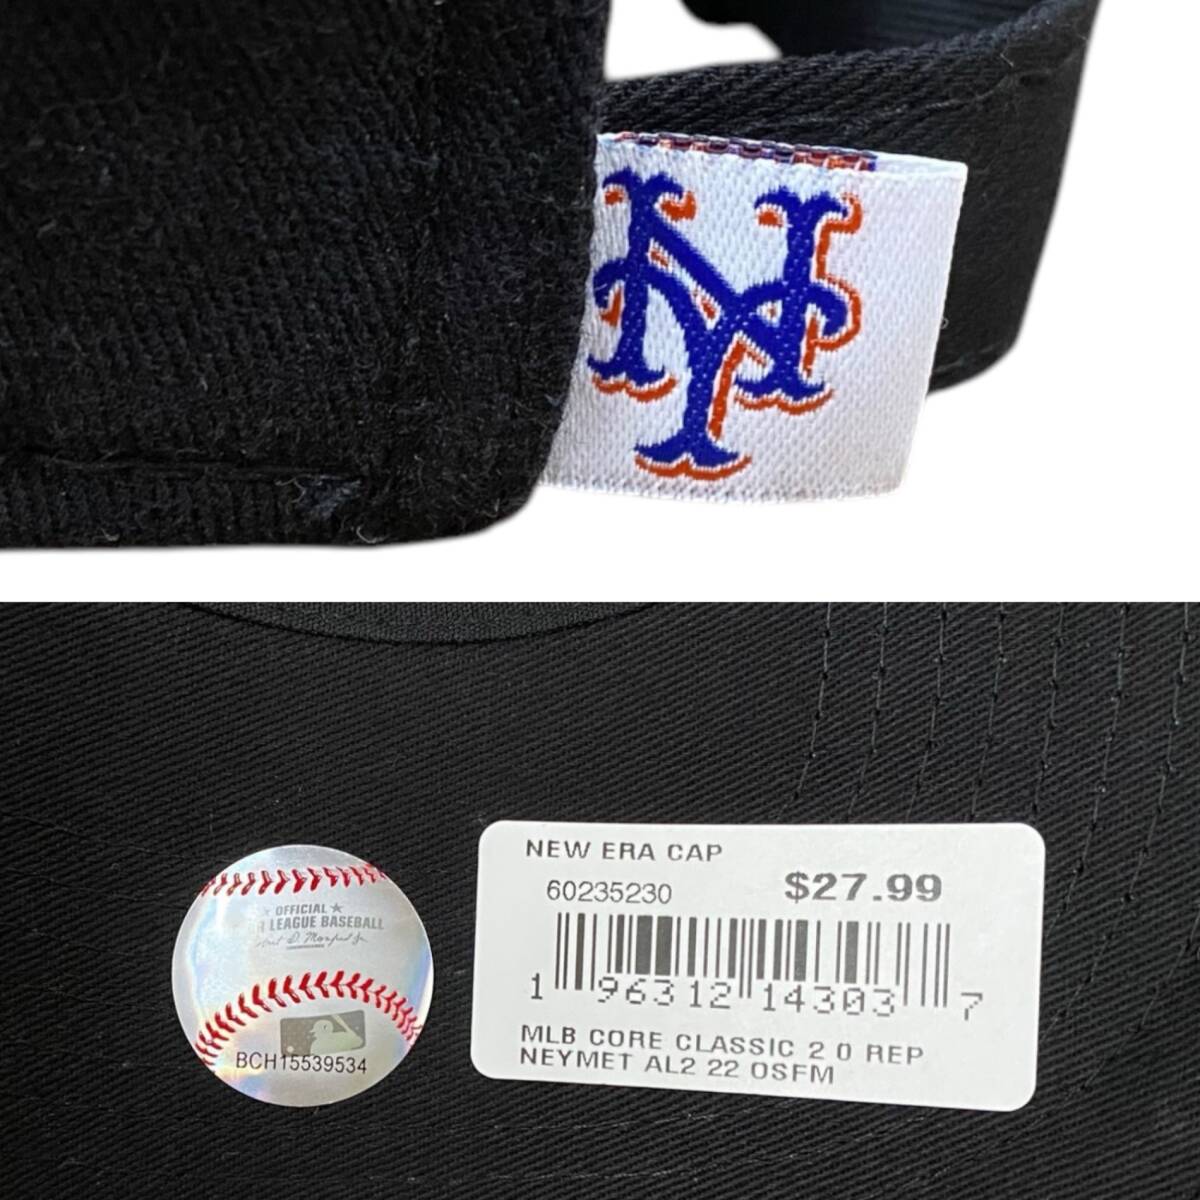 NY
★ OFFICIAL ★
LEAGUE BASEBALL
BCH15539534
NEW ERA CAP
60235230 $27.99
1 96312 14303 7
MLB CORE CLASSIC 2 0 REP
NEYMET AL2 22 OSFM